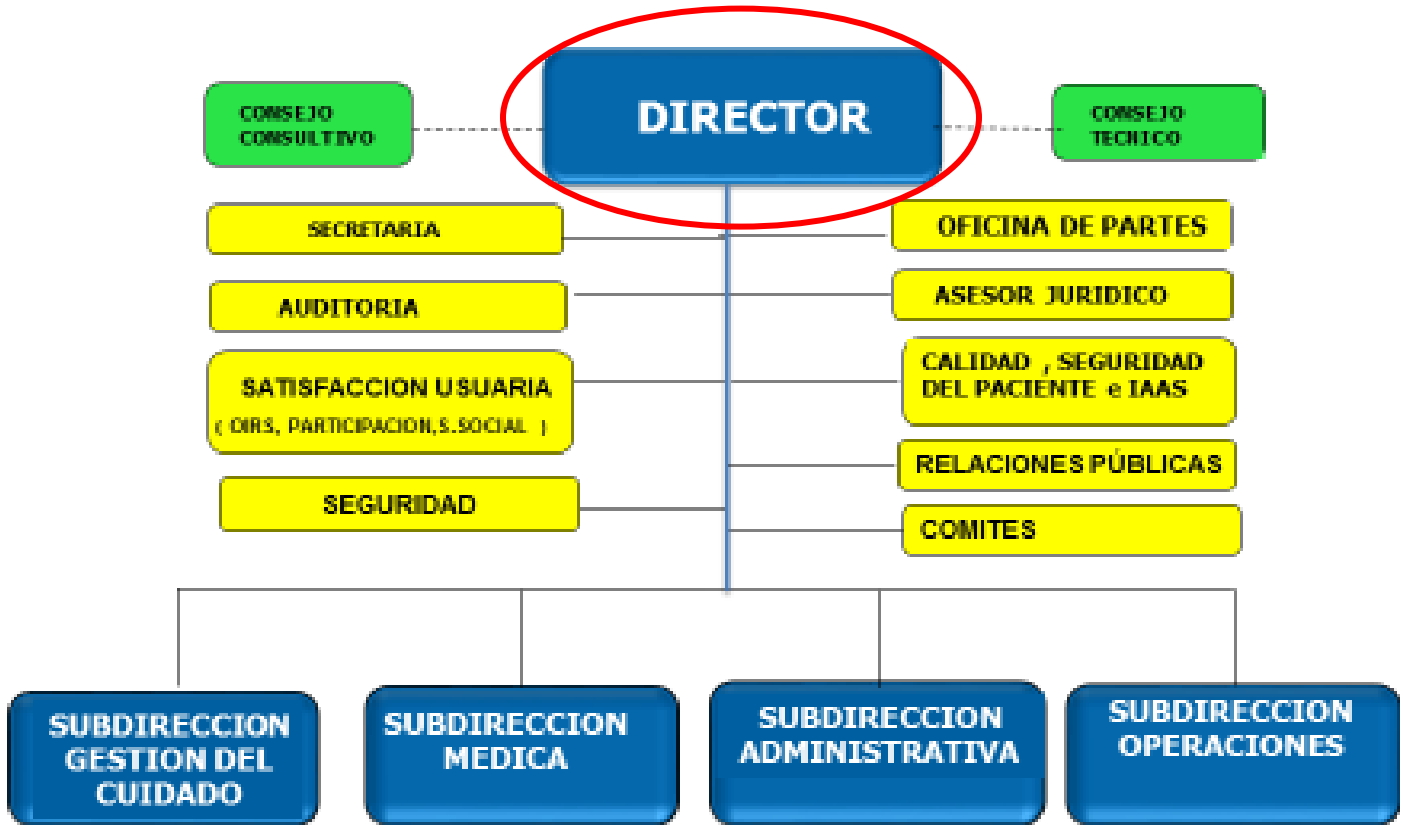 DIRECTOR
CONSEJO
CONSULTIVO
CONSEJO
TECNICO
SECRETARIA
OFICINA DE PARTES
AUDITORIA
ASESOR JURIDICO
SATISFACCION USUARIA
( OIRS, PARTICIPACION,S.SOCIAL )
CALIDAD , SEGURIDAD
DEL PACIENTE e IAAS
RELACIONES PÚBLICAS
SEGURIDAD
COMITES
SUBDIRECCION
GESTION DEL
CUIDADO
SUBDIRECCION
MEDICA
SUBDIRECCION
ADMINISTRATIVA
SUBDIRECCION
OPERACIONES